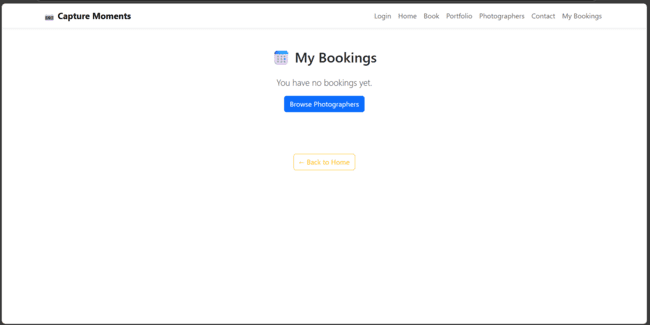 Capture Moments
Login Home Book Portfolio Photographers Contact My Bookings
My Bookings
You have no bookings yet.
Browse Photographers
← Back to Home